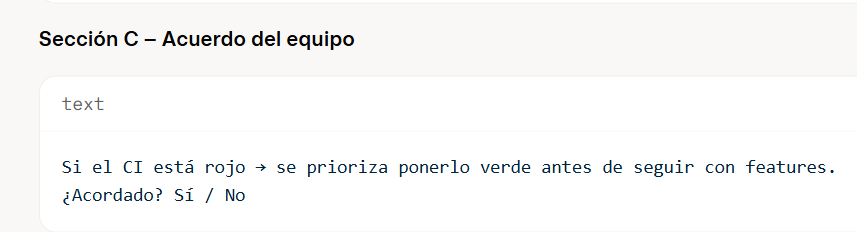 Sección C – Acuerdo del equipo
text
Si el CI está rojo → se prioriza ponerlo verde antes de seguir con features.
¿Acordado? Sí / No